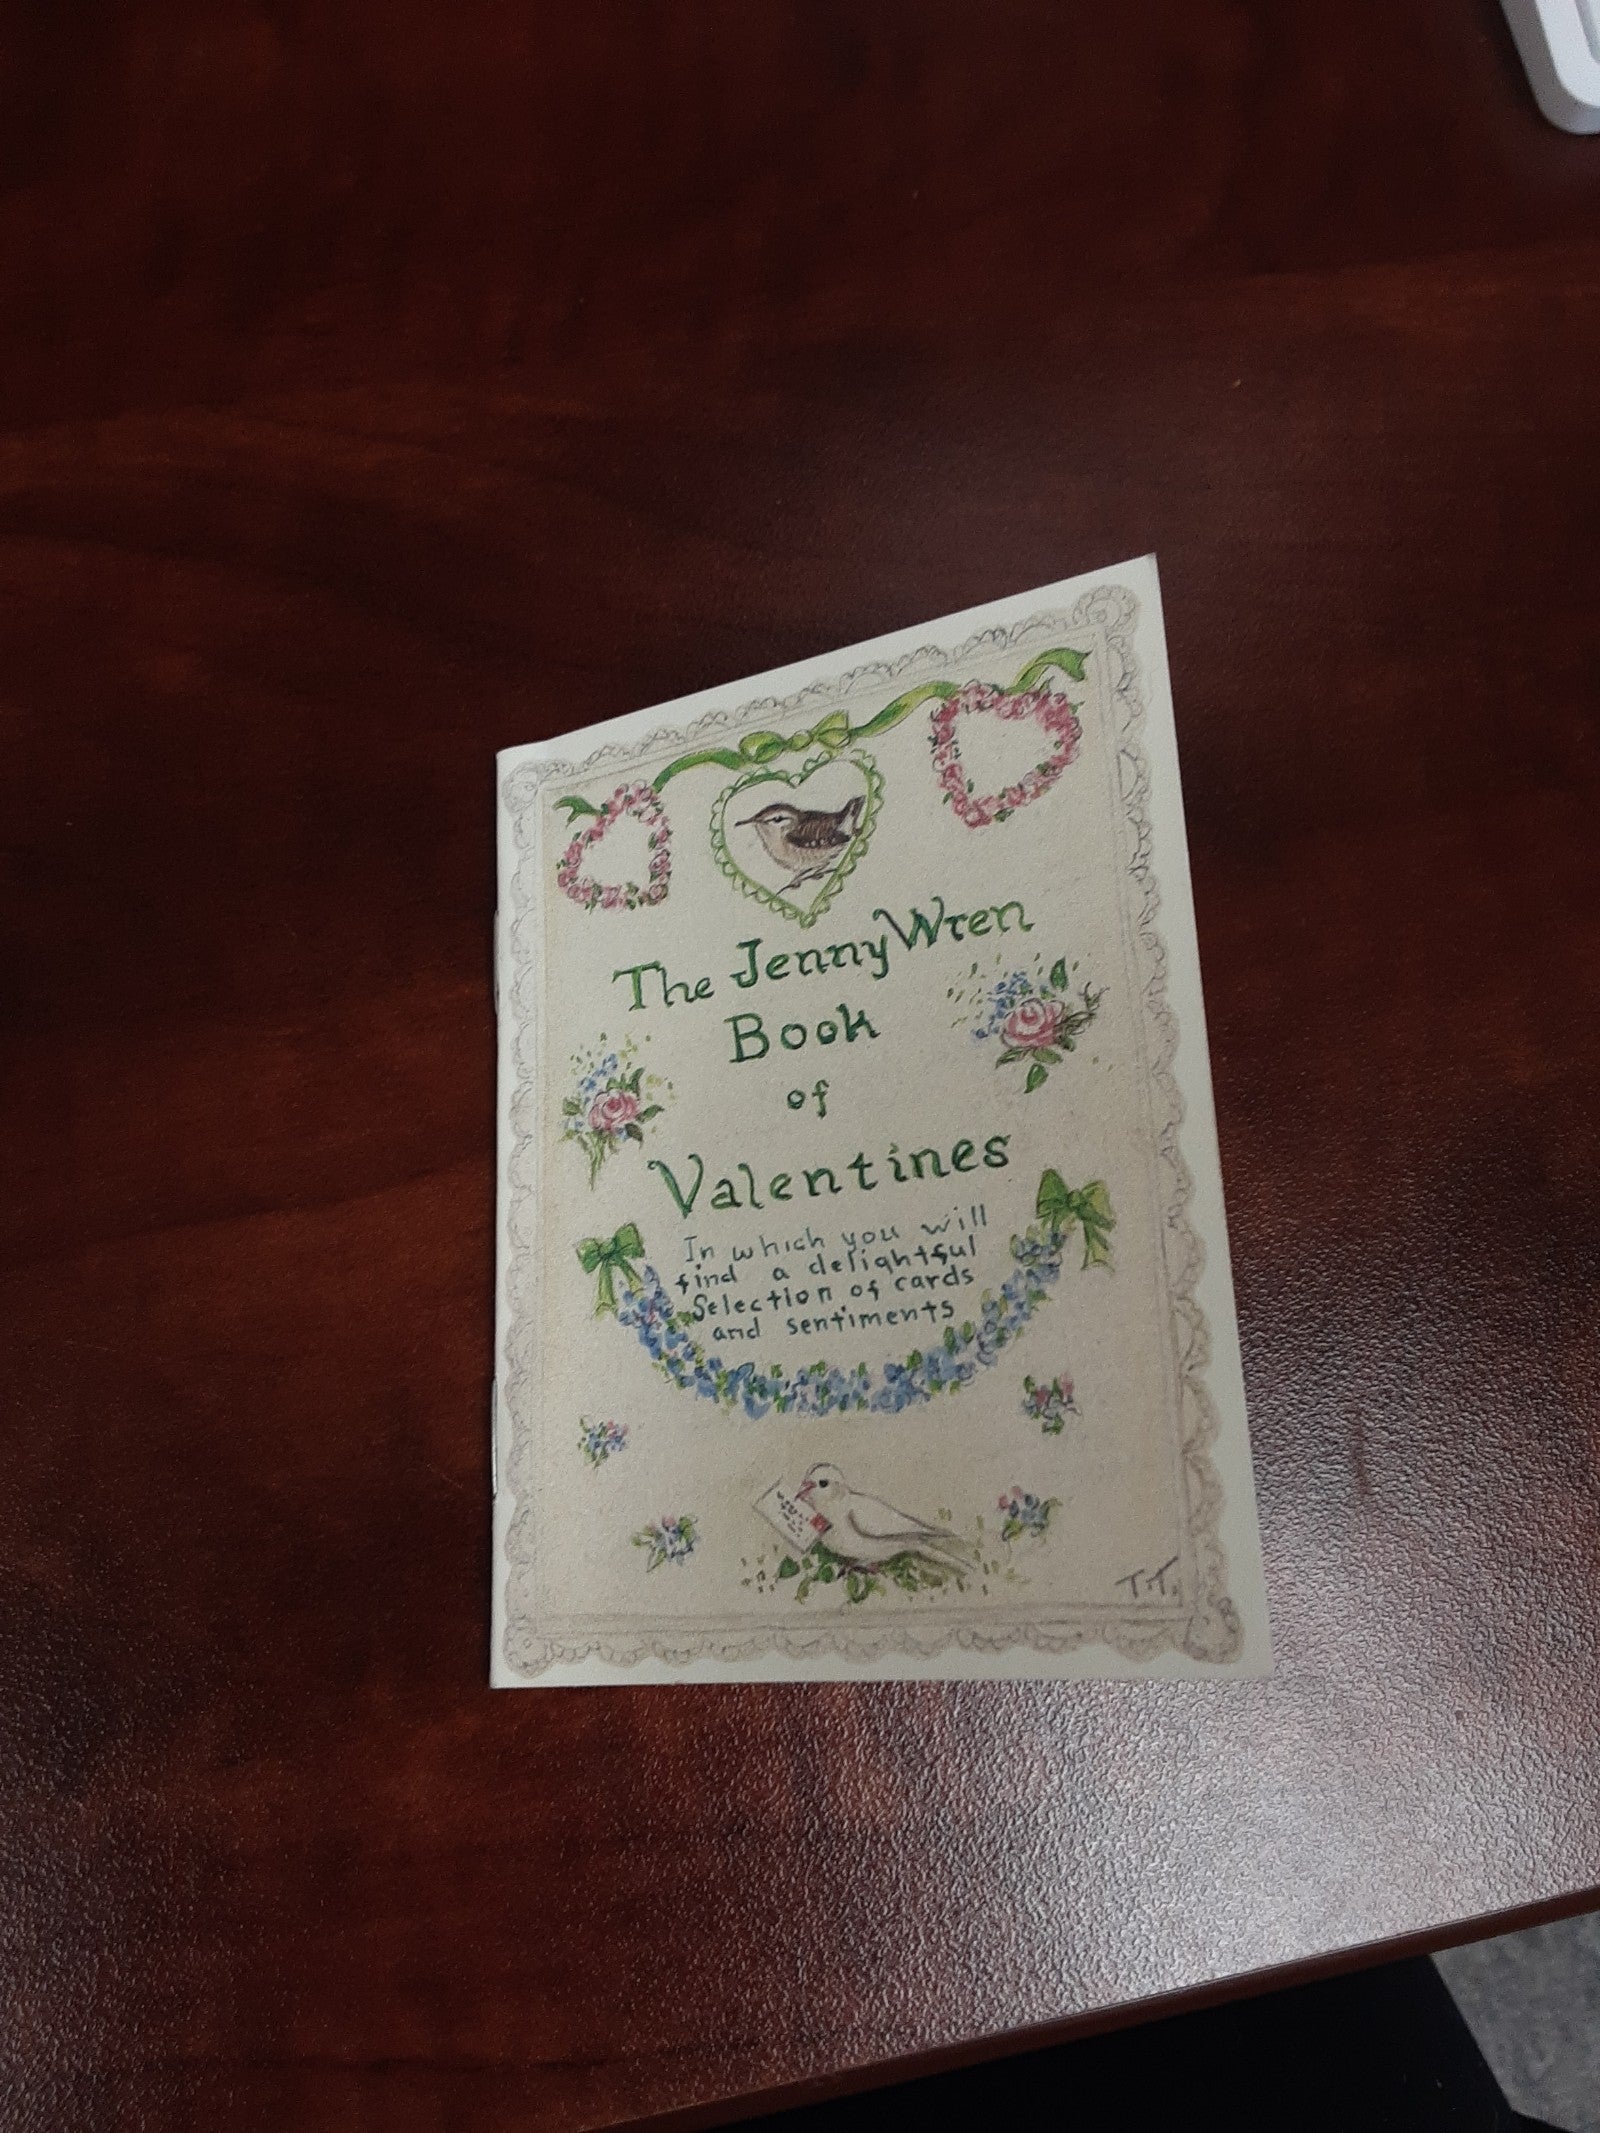 The Jenny Wren
Book
of
Valentines
In which you will
find a delightful
Selection of cards
and sentiments
T.T.